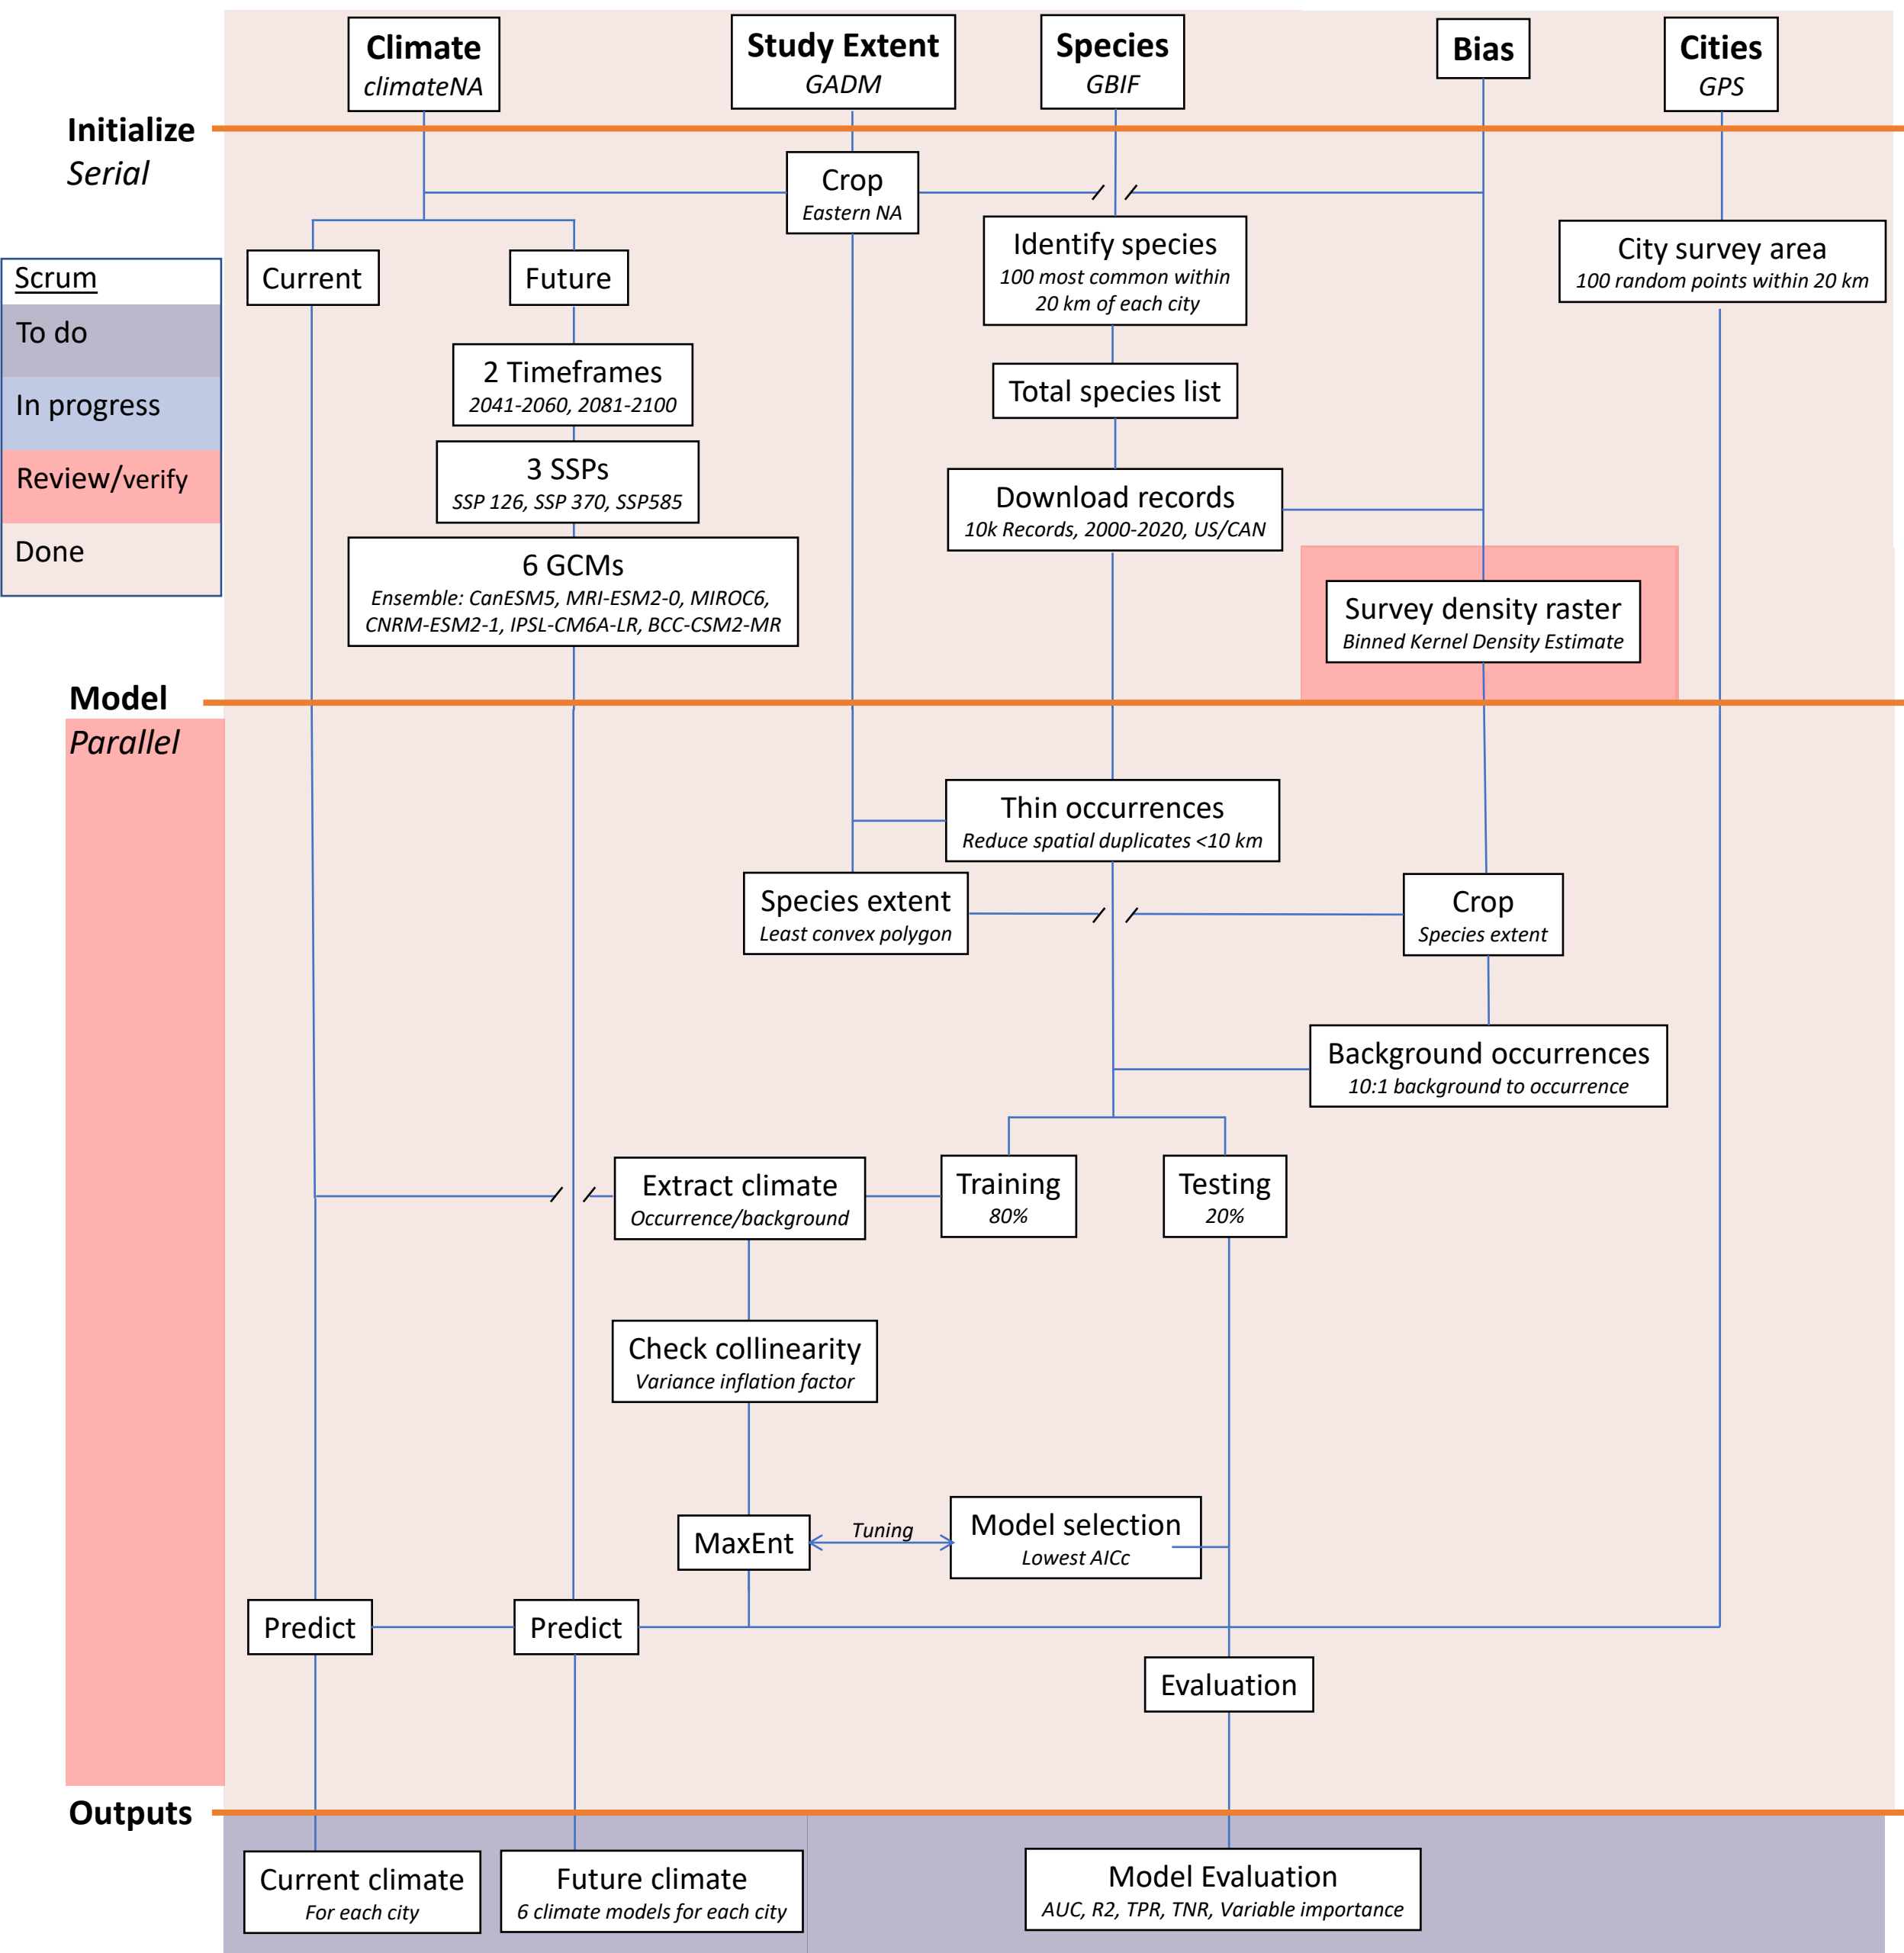 Climate
climateNA
Study Extent
GADM
Species
GBIF
Bias
Cities
GPS
Initialize
Serial
Crop
Eastern NA
Current
Future
Identify species
100 most common within
20 km of each city
City survey area
100 random points within 20 km
Scrum
To do
In progress
Review/verify
Done
2 Timeframes
2041-2060, 2081-2100
3 SSPs
SSP 126, SSP 370, SSP585
6 GCMs
Ensemble: CanESM5, MRI-ESM2-0, MIROC6,
CNRM-ESM2-1, IPSL-CM6A-LR, BCC-CSM2-MR
Total species list
Download records
10k Records, 2000-2020, US/CAN
Survey density raster
Binned Kernel Density Estimate
Model
Parallel
Thin occurrences
Reduce spatial duplicates <10 km
Species extent
Least convex polygon
Crop
Species extent
Background occurrences
10:1 background to occurrence
Extract climate
Occurrence/background
Training
80%
Testing
20%
Check collinearity
Variance inflation factor
MaxEnt
Tuning
Model selection
Lowest AICc
Predict
Predict
Evaluation
Outputs
Current climate
For each city
Future climate
6 climate models for each city
Model Evaluation
AUC, R2, TPR, TNR, Variable importance